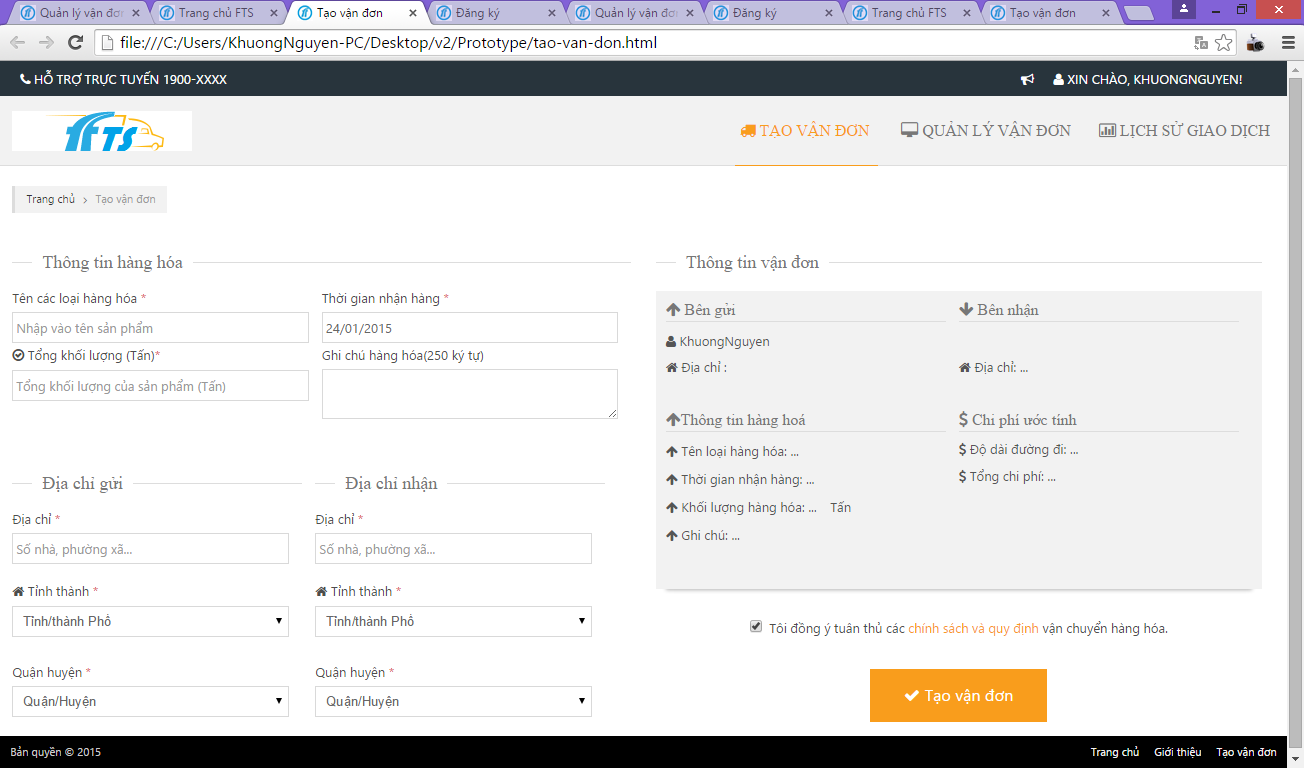 Quản lý vận đơn
Trang chủ FTS
Tạo vận đơn
Đăng ký
Quản lý vận đơn
Đăng ký
Trang chủ FTS
Tạo vận đơn
file:///C:/Users/KhuongNguyen-PC/Desktop/v2/Prototype/tao-van-don.html
HỖ TRỢ TRỰC TUYẾN 1900-XXXX
XIN CHÀO, KHUONGNGUYEN!
FTS
TẠO VẬN ĐƠN
QUẢN LÝ VẬN ĐƠN
LỊCH SỬ GIAO DỊCH
Trang chủ > Tạo vận đơn
Thông tin hàng hóa
Tên các loại hàng hóa *
Nhập vào tên sản phẩm
Thời gian nhận hàng *
24/01/2015
Tổng khối lượng (Tấn)*
Tổng khối lượng của sản phẩm (Tấn)
Ghi chú hàng hóa(250 ký tự)
Địa chỉ gửi
Địa chỉ *
Số nhà, phường xã...
Tỉnh thành *
Tỉnh/thành Phố
Quận huyện *
Quận/Huyện
Địa chỉ nhận
Địa chỉ *
Số nhà, phường xã...
Tỉnh thành *
Tỉnh/thành Phố
Quận huyện *
Quận/Huyện
Thông tin vận đơn
Bên gửi
KhuongNguyen
Địa chỉ :
Bên nhận
Địa chỉ: ...
Thông tin hàng hoá
Tên loại hàng hóa: ...
Thời gian nhận hàng: ...
Khối lượng hàng hóa: ... Tấn
Ghi chú: ...
$ Chi phí ước tính
$ Độ dài đường đi: ...
$ Tổng chi phí: ...
Tôi đồng ý tuân thủ các chính sách và quy định vận chuyển hàng hóa.
Tạo vận đơn
Bản quyền © 2015
Trang chủ
Giới thiệu
Tạo vận đơn